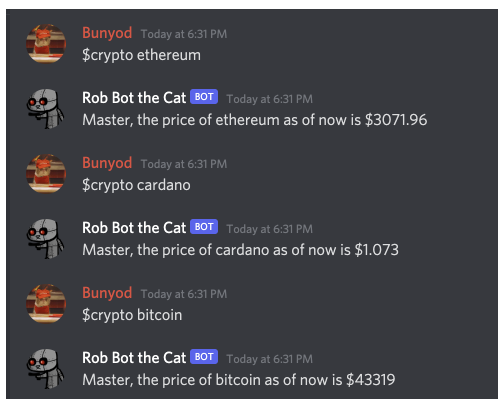 Bunyod Today at 6:31 PM
$crypto ethereum
Rob Bot the Cat BOT Today at 6:31 PM
Master, the price of ethereum as of now is $3071.96
Bunyod Today at 6:31 PM
$crypto cardano
Rob Bot the Cat BOT Today at 6:31 PM
Master, the price of cardano as of now is $1.073
Bunyod Today at 6:31 PM
$crypto bitcoin
Rob Bot the Cat BOT Today at 6:31 PM
Master, the price of bitcoin as of now is $43319